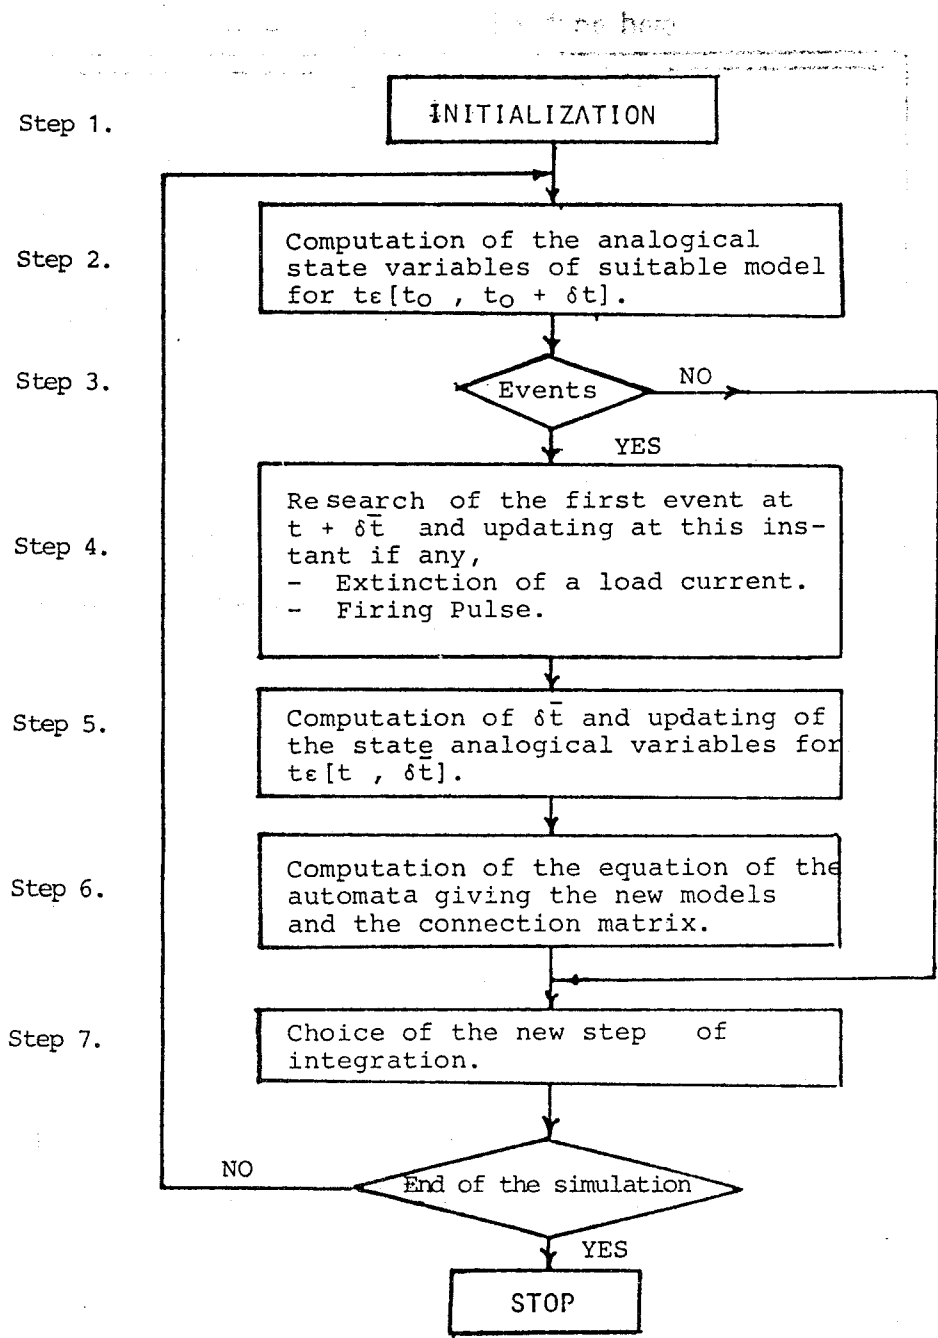 here
Step 1.
INITIALIZATION
Step 2.
Computation of the analogical
state variables of suitable model
for tε[tO , tO + δt].
Step 3.
Events
NO
YES
Step 4.
Research of the first event at
t + δt̄ and updating at this ins-
tant if any,
- Extinction of a load current.
- Firing Pulse.
Step 5.
Computation of δt̄ and updating of
the state analogical variables for
tε[t , δt̄].
Step 6.
Computation of the equation of the
automata giving the new models
and the connection matrix.
Step 7.
Choice of the new step of
integration.
NO
End of the simulation
YES
STOP